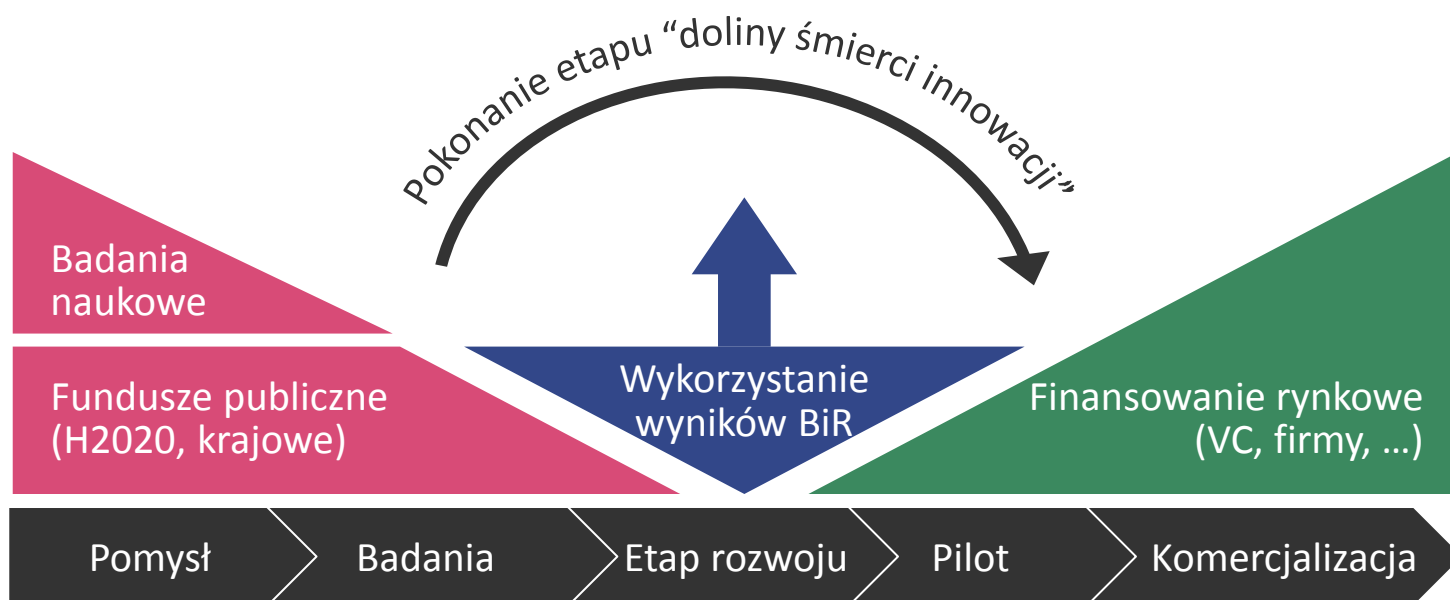 Pokonanie etapu “doliny śmierci innowacji”
Badania
naukowe
Fundusze publiczne
(H2020, krajowe)
Wykorzystanie
wyników BiR
Finansowanie rynkowe
(VC, firmy, ...)
Pomysł
Badania
Etap rozwoju
Pilot
Komercjalizacja